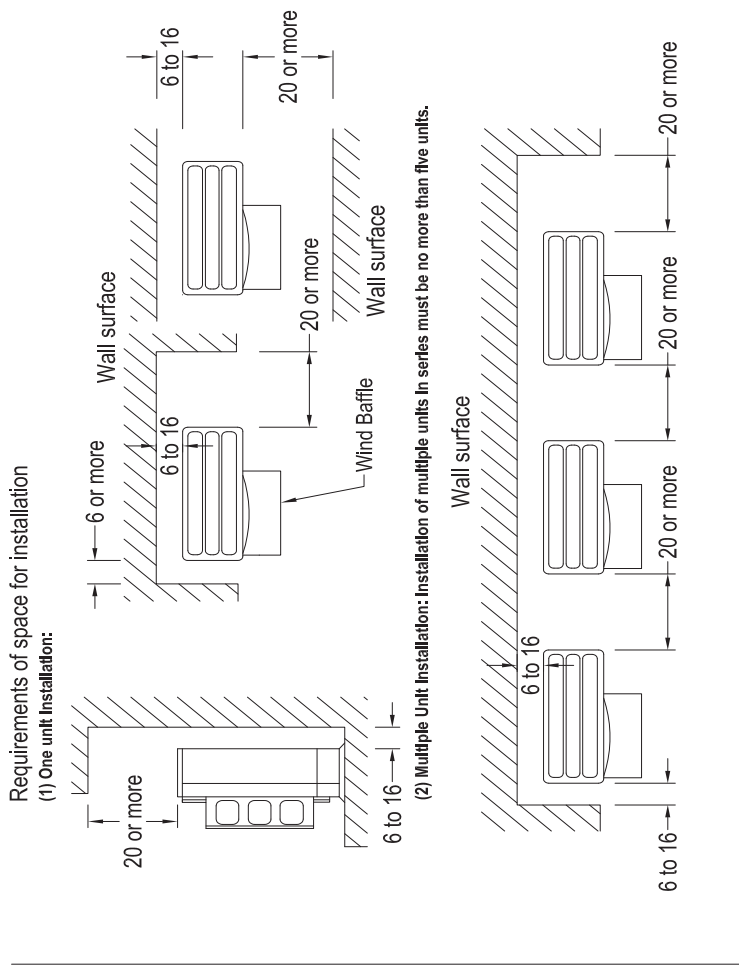 Requirements of space for installation
(1) One unit Installation:
20 or more
6 to 16
6 or more
6 to 16
Wall surface
Wind Baffle
20 or more
6 to 16
20 or more
Wall surface
(2) Multiple Unit Installation: Installation of multiple units in series must be no more than five units.
Wall surface
6 to 16
6 to 16
20 or more
20 or more
20 or more